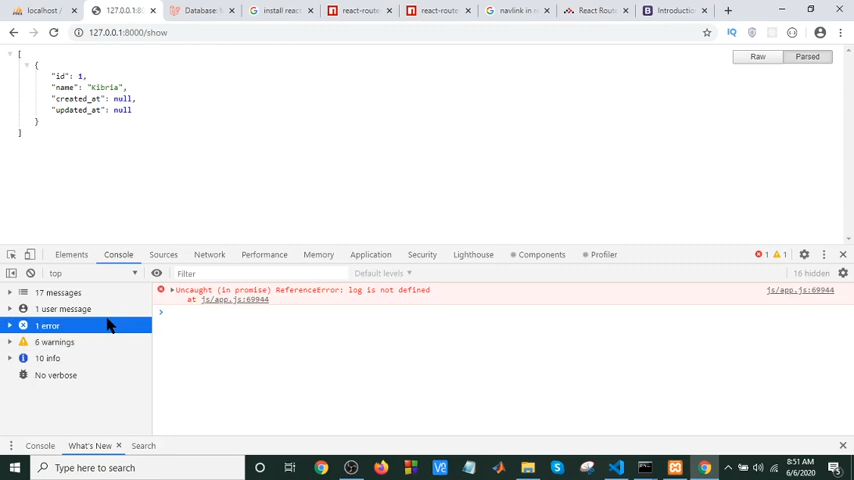 localhost /
127.0.0.1:80
Database:
install reac
react-route
react-route
navlink in re
React Route
Introduction
127.0.0.1:8000/show
Raw
Parsed
[
{
"id": 1,
"name": "Kibria",
"created_at": null,
"updated_at": null
}
]
Elements
Console
Sources
Network
Performance
Memory
Application
Security
Lighthouse
Components
Profiler
1
1
top
Filter
Default levels
16 hidden
17 messages
1 user message
1 error
6 warnings
10 info
No verbose
Uncaught (in promise) ReferenceError: log is not defined
at js/app.js:69944
js/app.js:69944
Console
What's New
Search
Type here to search
8:51 AM
6/6/2020